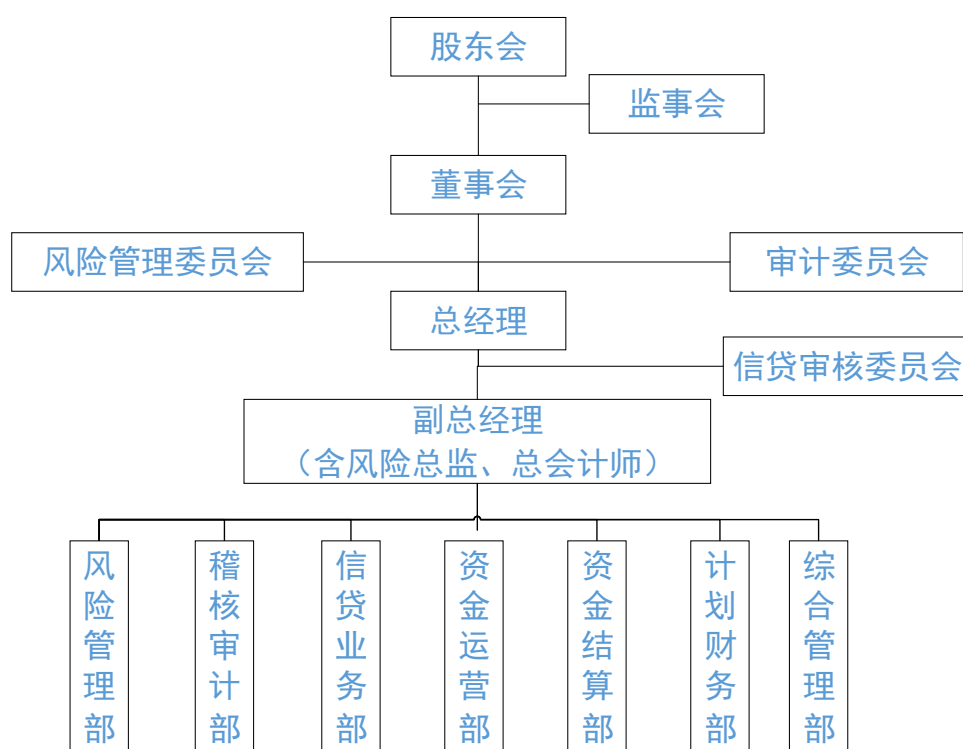 股东会
监事会
董事会
风险管理委员会
审计委员会
总经理
信贷审核委员会
副总经理
（含风险总监、总会计师）
风险管理部
稽核审计部
信贷业务部
资金运营部
资金结算部
计划财务部
综合管理部